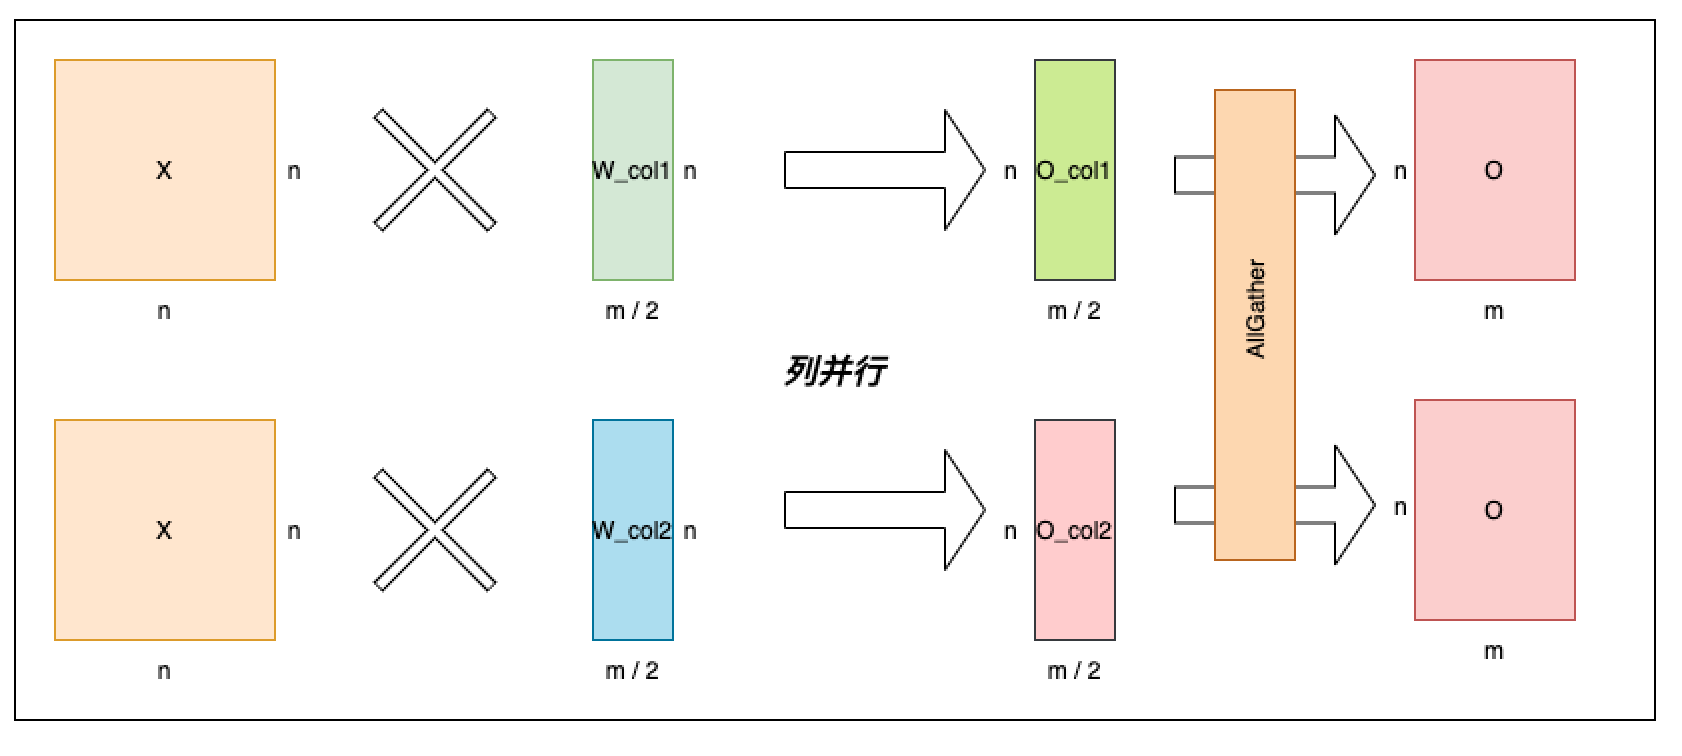 X
n
W_col1
n
n
O_col1
n
O
n
m / 2
m / 2
m
AllGather
列并行
X
n
W_col2
n
n
O_col2
n
O
n
m / 2
m / 2
m